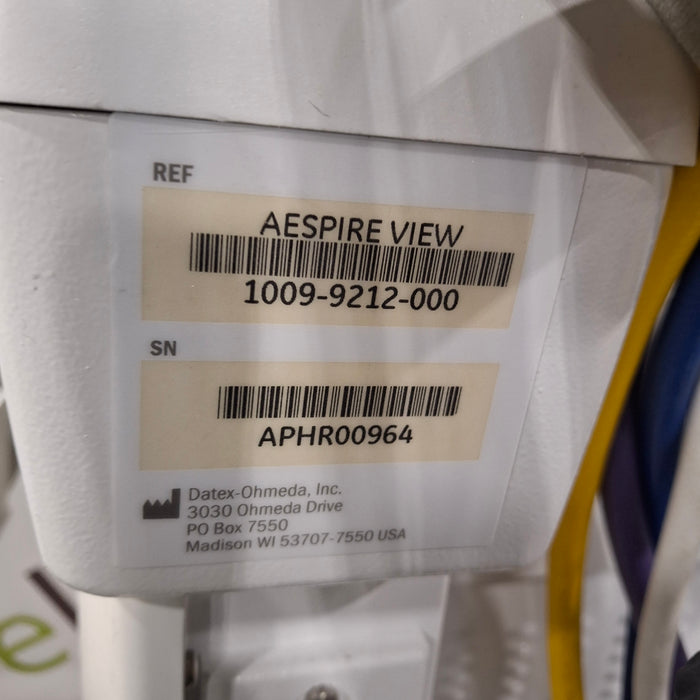 REF
AESPIRE VIEW
1009-9212-000
SN
APHR00964
Datex-Ohmeda, Inc.
3030 Ohmeda Drive
PO Box 7550
Madison WI 53707-7550 USA